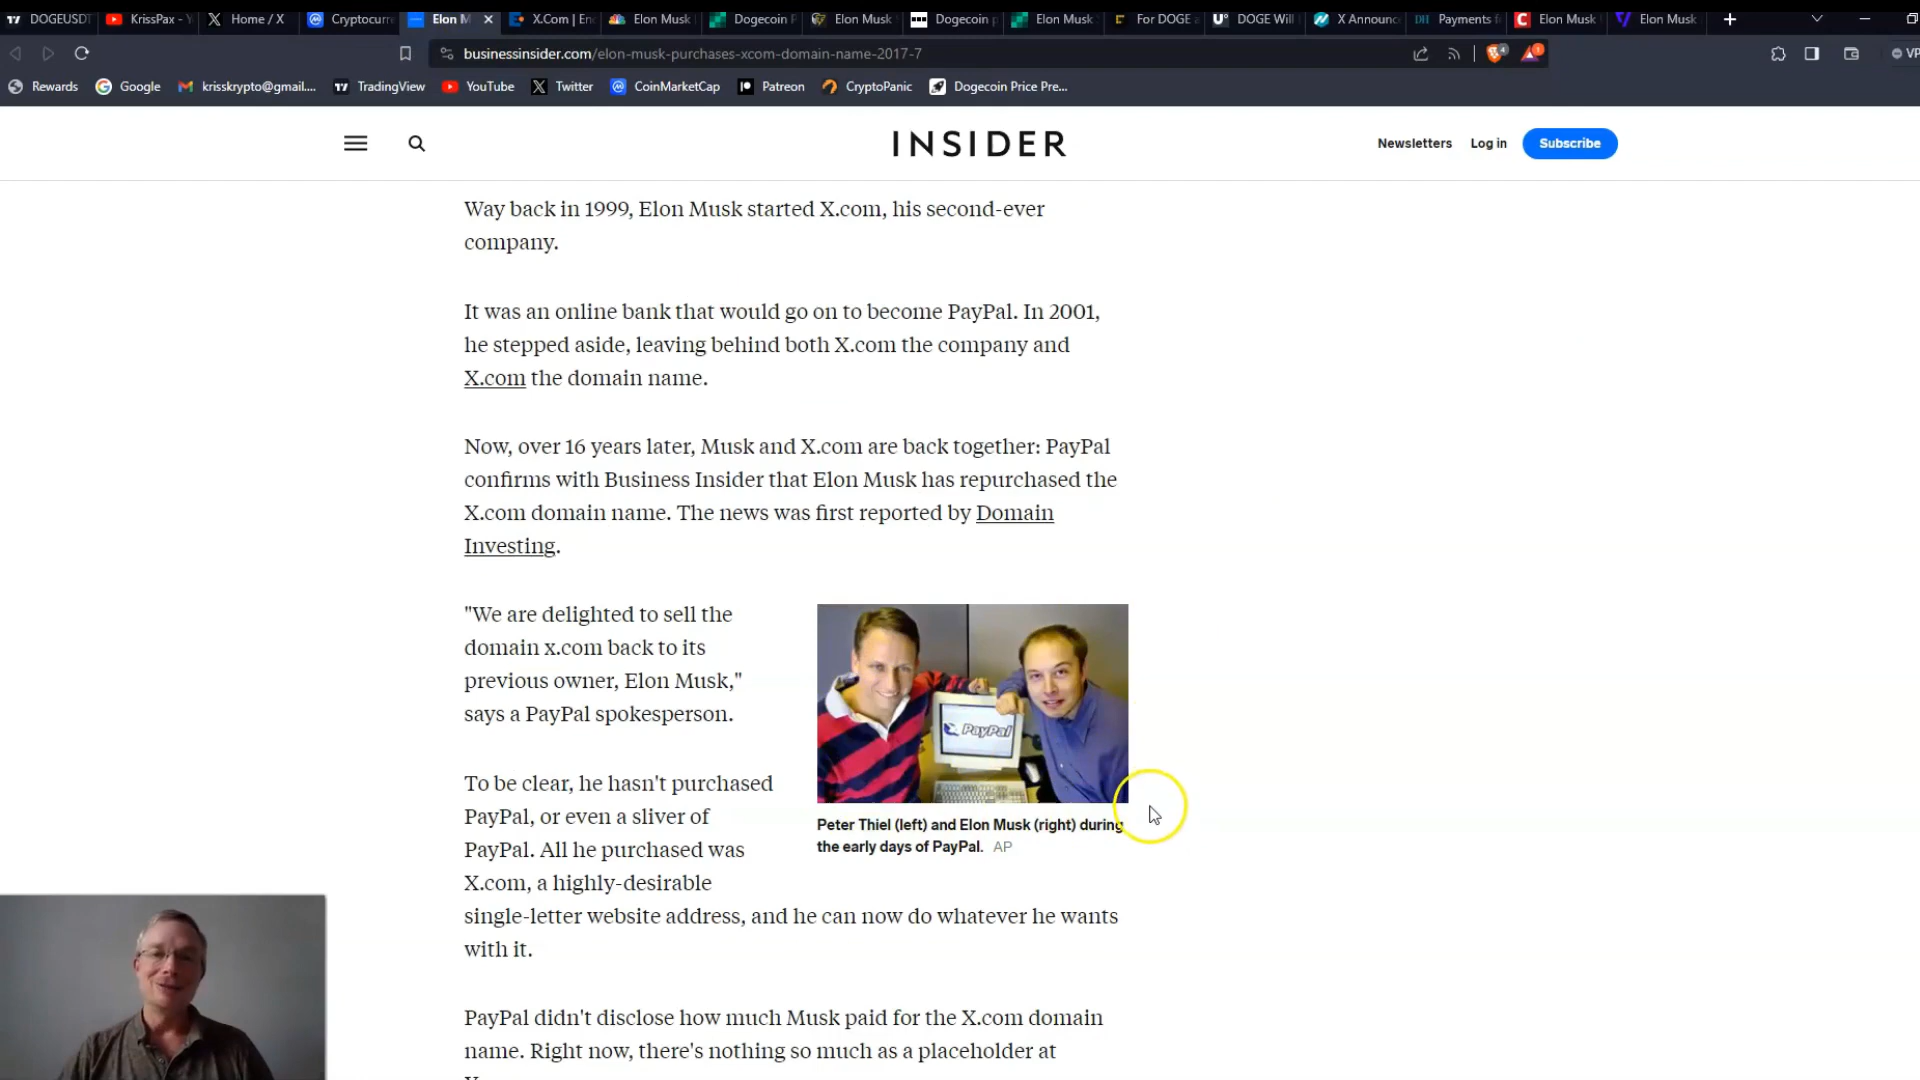 DOGEUSDT
KrissPax - Y
Home / X
Cryptocurr
Elon M
X.Com | En
Elon Musk
Dogecoin P
Elon Musk
Dogecoin p
Elon Musk
For DOGE a
DOGE Will
X Announc
Payments f
Elon Musk
Elon Musk
businessinsider.com/elon-musk-purchases-xcom-domain-name-2017-7
Rewards
Google
krisskrypto@gmail....
TradingView
YouTube
Twitter
CoinMarketCap
Patreon
CryptoPanic
Dogecoin Price Pre...
INSIDER
Newsletters
Log in
Subscribe
Way back in 1999, Elon Musk started X.com, his second-ever
company.
It was an online bank that would go on to become PayPal. In 2001,
he stepped aside, leaving behind both X.com the company and
X.com the domain name.
Now, over 16 years later, Musk and X.com are back together: PayPal
confirms with Business Insider that Elon Musk has repurchased the
X.com domain name. The news was first reported by Domain
Investing.
"We are delighted to sell the
domain x.com back to its
previous owner, Elon Musk,"
says a PayPal spokesperson.
PayPal
Peter Thiel (left) and Elon Musk (right) during
the early days of PayPal. AP
To be clear, he hasn't purchased
PayPal, or even a sliver of
PayPal. All he purchased was
X.com, a highly-desirable
single-letter website address, and he can now do whatever he wants
with it.
PayPal didn't disclose how much Musk paid for the X.com domain
name. Right now, there's nothing so much as a placeholder at